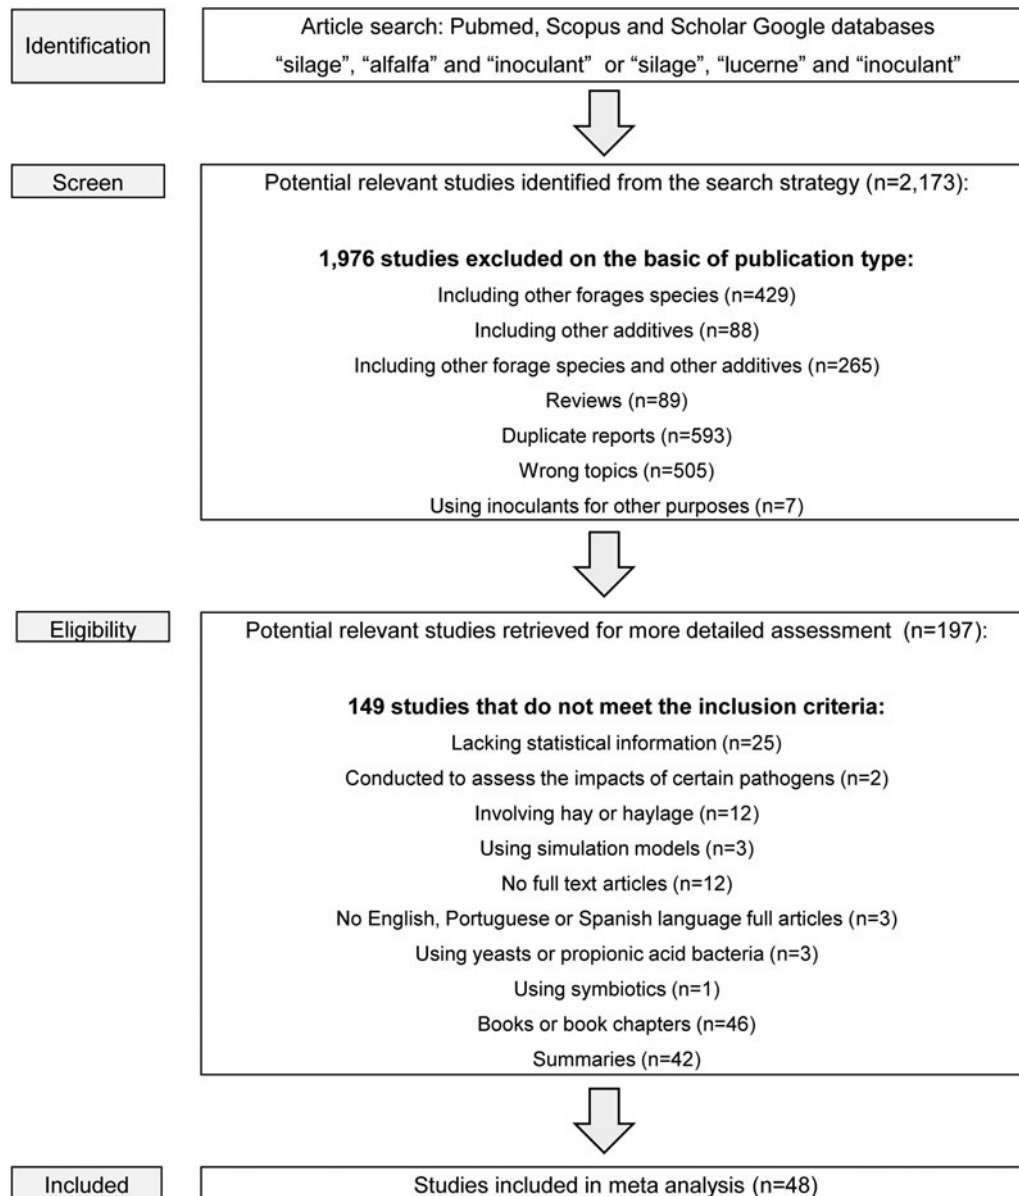 Identification
Article search: Pubmed, Scopus and Scholar Google databases
“silage”, “alfalfa” and “inoculant” or “silage”, “lucerne” and “inoculant”
Screen
Potential relevant studies identified from the search strategy (n=2,173):
1,976 studies excluded on the basic of publication type:
Including other forages species (n=429)
Including other additives (n=88)
Including other forage species and other additives (n=265)
Reviews (n=89)
Duplicate reports (n=593)
Wrong topics (n=505)
Using inoculants for other purposes (n=7)
Eligibility
Potential relevant studies retrieved for more detailed assessment (n=197):
149 studies that do not meet the inclusion criteria:
Lacking statistical information (n=25)
Conducted to assess the impacts of certain pathogens (n=2)
Involving hay or haylage (n=12)
Using simulation models (n=3)
No full text articles (n=12)
No English, Portuguese or Spanish language full articles (n=3)
Using yeasts or propionic acid bacteria (n=3)
Using symbiotics (n=1)
Books or book chapters (n=46)
Summaries (n=42)
Included
Studies included in meta analysis (n=48)